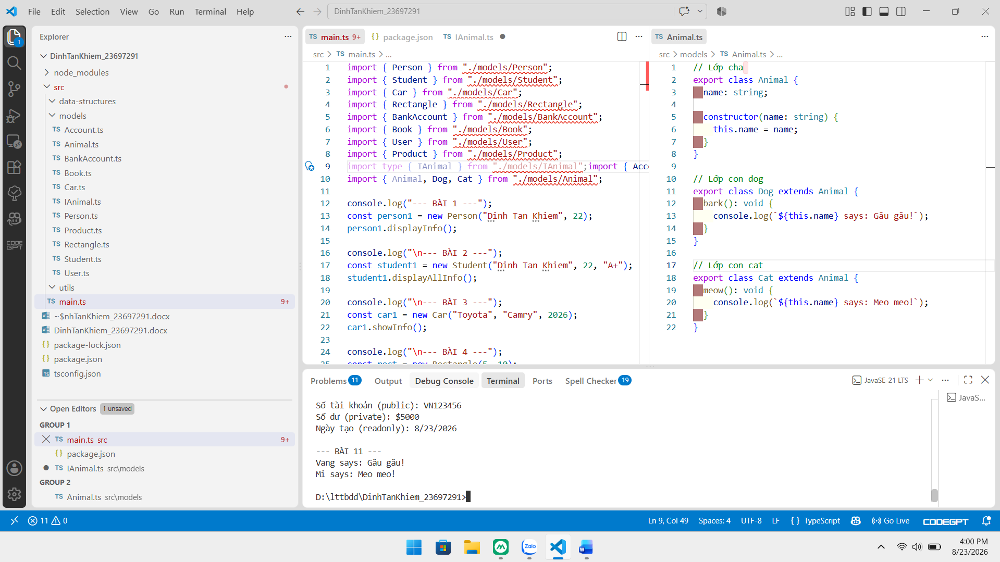 File Edit Selection View Go Run Terminal Help
DinhTanKhiem_23697291
Explorer
1
DinhTanKhiem_23697291
node_modules
src
data-structures
models
TS Account.ts
TS Animal.ts
TS BankAccount.ts
TS Book.ts
TS Car.ts
TS IAnimal.ts
TS Person.ts
TS Product.ts
TS Rectangle.ts
TS Student.ts
TS User.ts
utils
TS main.ts 9+
~$nhTanKhiem_23697291.docx
DinhTanKhiem_23697291.docx
{} package-lock.json
{} package.json
TS tsconfig.json
CODE GPT
Open Editors 1 unsaved
GROUP 1
TS main.ts src 9+
{} package.json
TS IAnimal.ts src\models
GROUP 2
TS Animal.ts src\models
TS main.ts 9+ {} package.json TS IAnimal.ts
src > TS main.ts > ...
1 import { Person } from "./models/Person";
2 import { Student } from "./models/Student";
3 import { Car } from "./models/Car";
4 import { Rectangle } from "./models/Rectangle";
5 import { BankAccount } from "./models/BankAccount";
6 import { Book } from "./models/Book";
7 import { User } from "./models/User";
8 import { Product } from "./models/Product";
9 import type { IAnimal } from "./models/IAnimal";import { Acc
10 import { Animal, Dog, Cat } from "./models/Animal";
11
12 console.log("--- BÀI 1 ---");
13 const person1 = new Person("Dinh Tan Khiem", 22);
14 person1.displayInfo();
15
16 console.log("\n--- BÀI 2 ---");
17 const student1 = new Student("Dinh Tan Khiem", 22, "A+");
18 student1.displayAllInfo();
19
20 console.log("\n--- BÀI 3 ---");
21 const car1 = new Car("Toyota", "Camry", 2026);
22 car1.showInfo();
23
24 console.log("\n--- BÀI 4 ---");
25 const rect = new Rectangle(5, 10);
TS Animal.ts
src > models > TS Animal.ts > ...
1 // Lớp cha
2 export class Animal {
3 name: string;
4
5 constructor(name: string) {
6 this.name = name;
7 }
8 }
9
10 // Lớp con dog
11 export class Dog extends Animal {
12 bark(): void {
13 console.log(`${this.name} says: Gâu gâu!`);
14 }
15 }
16
17 // Lớp con cat
18 export class Cat extends Animal {
19 meow(): void {
20 console.log(`${this.name} says: Meo meo!`);
21 }
22 }
Problems 11 Output Debug Console Terminal Ports Spell Checker 19
JavaSE-21 LTS
JavaS...
Số tài khoản (public): VN123456
Số dư (private): $5000
Ngày tạo (readonly): 8/23/2026
--- BÀI 11 ---
Vang says: Gâu gâu!
Mi says: Meo meo!
D:\lttbdd\DinhTanKhiem_23697291>
11 0
Ln 9, Col 49 Spaces: 4 UTF-8 LF {} TypeScript Go Live CODEGPT
Zalo
W
4:00 PM
8/23/2026